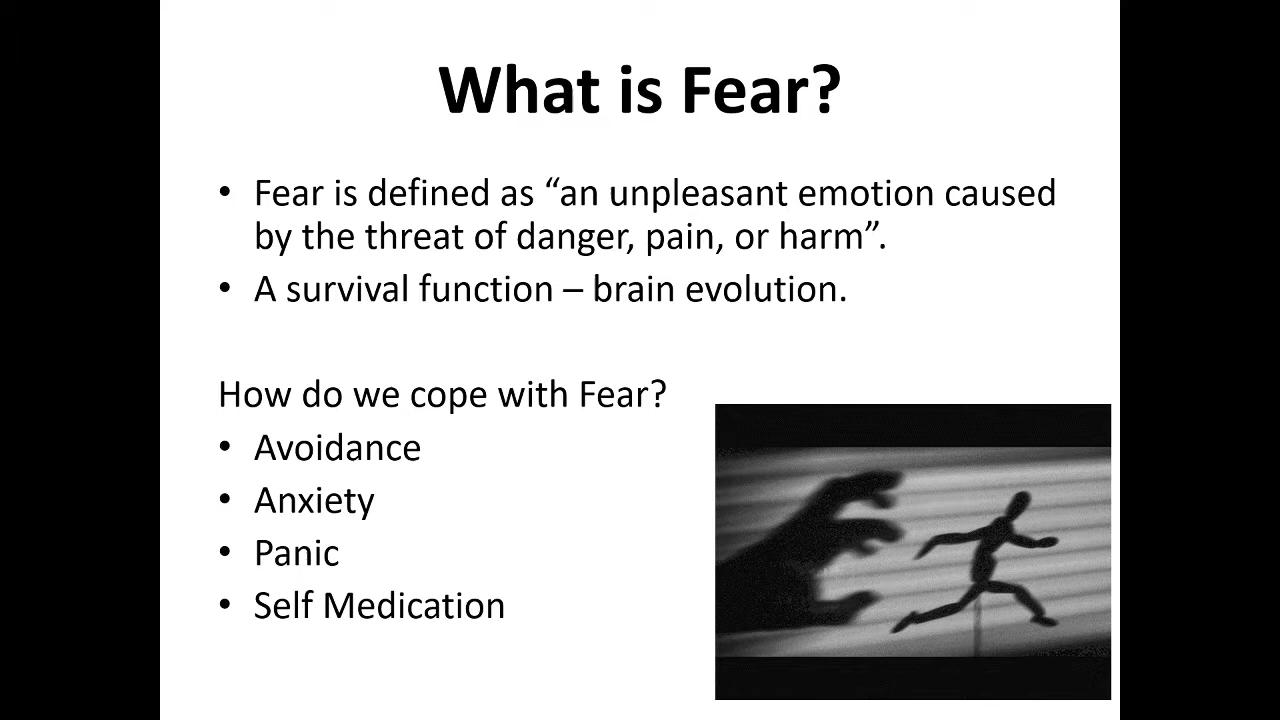 What is Fear?
• Fear is defined as “an unpleasant emotion caused
by the threat of danger, pain, or harm”.
• A survival function – brain evolution.
How do we cope with Fear?
• Avoidance
• Anxiety
• Panic
• Self Medication